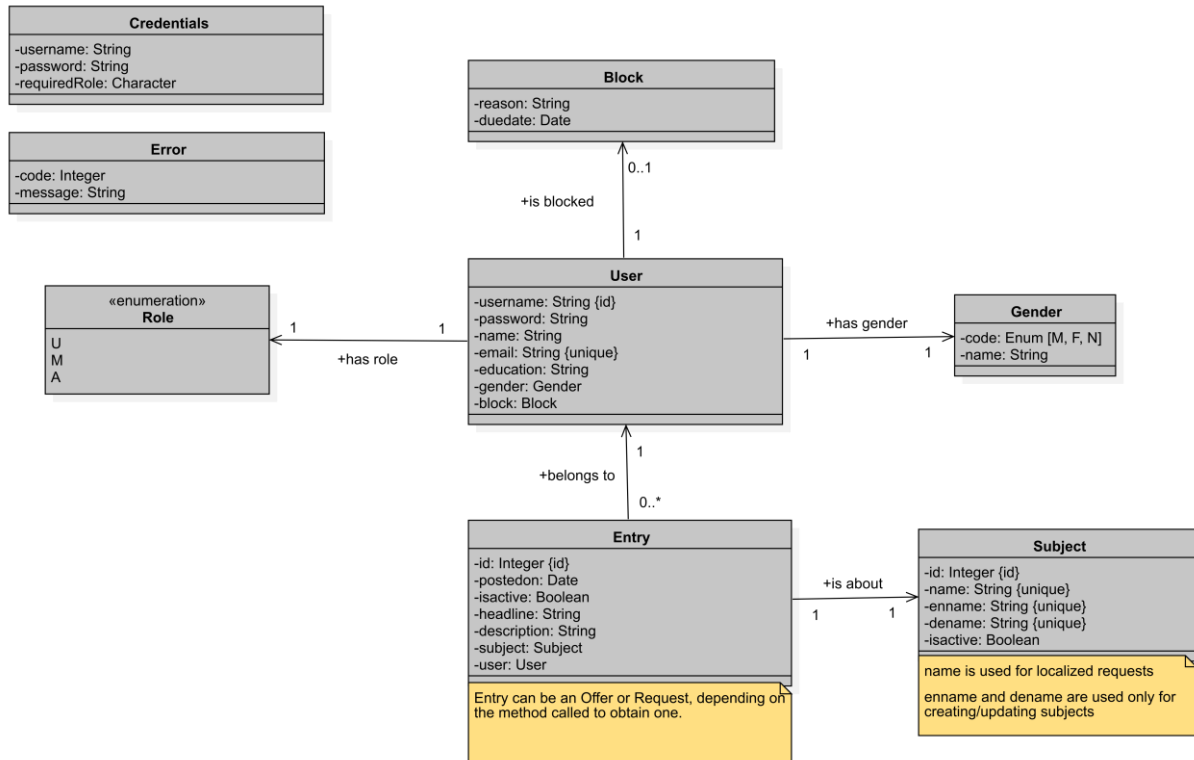 Credentials
-username: String
-password: String
-requiredRole: Character
Error
-code: Integer
-message: String
Block
-reason: String
-duedate: Date
0..1
+is blocked
1
«enumeration»
Role
U
M
A
1
1
+has role
User
-username: String {id}
-password: String
-name: String
-email: String {unique}
-education: String
-gender: Gender
-block: Block
+has gender
1
1
Gender
-code: Enum [M, F, N]
-name: String
1
+belongs to
0..*
Entry
-id: Integer {id}
-postedon: Date
-isactive: Boolean
-headline: String
-description: String
-subject: Subject
-user: User
Entry can be an Offer or Request, depending on
the method called to obtain one.
+is about
1
1
Subject
-id: Integer {id}
-name: String {unique}
-enname: String {unique}
-dename: String {unique}
-isactive: Boolean
name is used for localized requests
enname and dename are used only for
creating/updating subjects